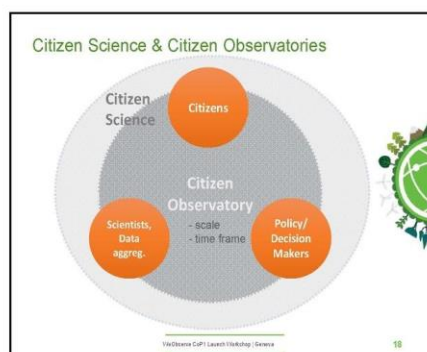 Citizen Science & Citizen Observatories
Citizen
Science
Citizens
Citizen
Observatory
- scale
- time frame
Scientists,
Data
aggreg.
Policy/
Decision
Makers
WeObserve CoP1 Launch Workshop | Geneva
18